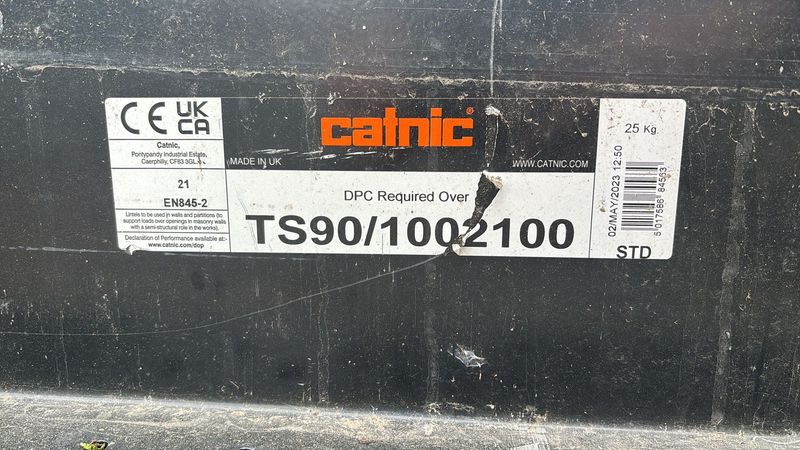 CE UK
CA
Catnic,
Pontypandy Industrial Estate,
Caerphilly, CF83 3GL
21
EN845-2
Lintels to be used in walls and partitions (to
support loads over openings in masonry walls
with a semi-structural role in the works).
Declaration of Performance available at:
www.catnic.com/dop
catnic®
MADE IN UK
WWW.CATNIC.COM
DPC Required Over
TS90/1002100
25 Kg.
02/MAY/2023 12:50
5 017586 84563
STD